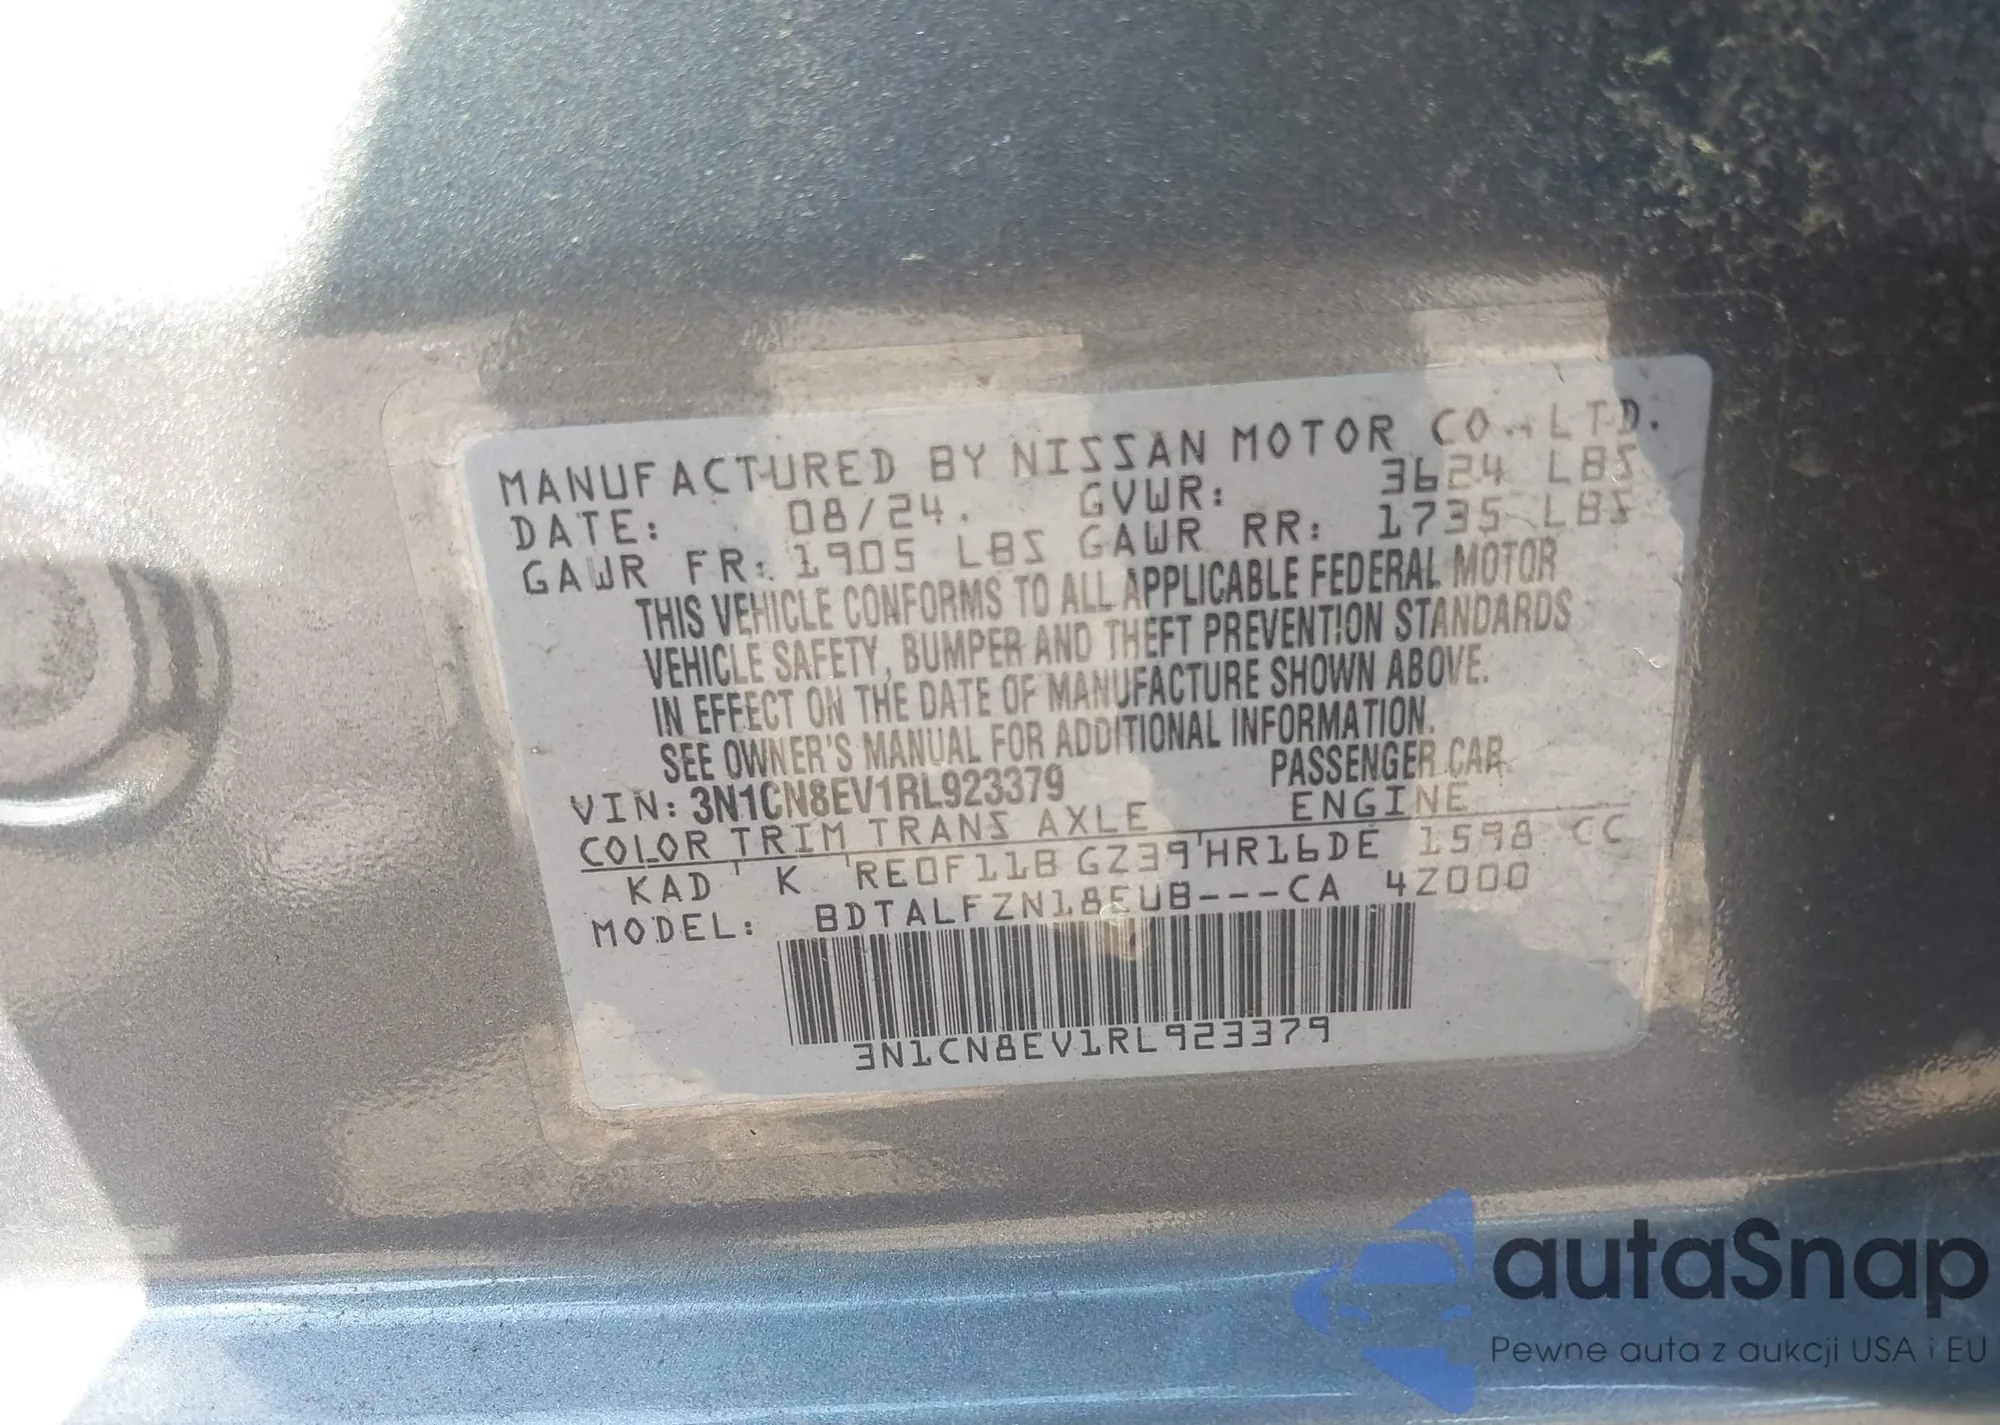 MANUFACTURED BY NISSAN MOTOR CO., LTD.
DATE: 08/24. GVWR: 3624 LBS
GAWR FR: 1905 LBS GAWR RR: 1735 LBS
THIS VEHICLE CONFORMS TO ALL APPLICABLE FEDERAL MOTOR
VEHICLE SAFETY, BUMPER AND THEFT PREVENTION STANDARDS
IN EFFECT ON THE DATE OF MANUFACTURE SHOWN ABOVE.
SEE OWNER'S MANUAL FOR ADDITIONAL INFORMATION.
VIN: 3N1CN8EV1RL923379 PASSENGER CAR
COLOR TRIM TRANS AXLE ENGINE
KAD K RE0F11B GZ39 HR16DE 1598 CC
MODEL: BDTALFZN18EUB---CA 4Z000
3N1CN8EV1RL923379
autaSnap
Pewne auta z aukcji USA i EU